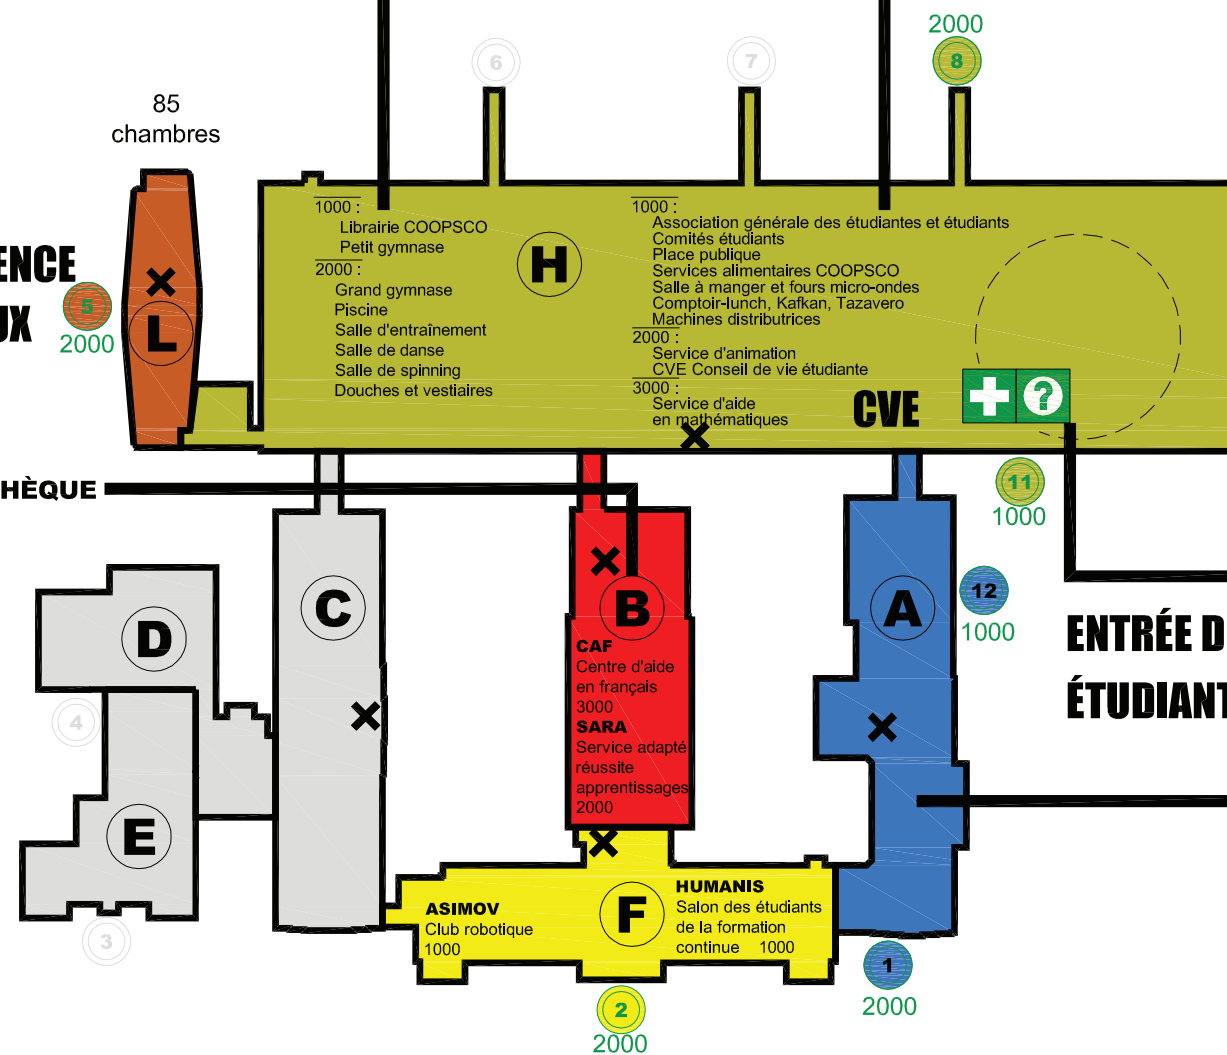 2000
6
7
8
85
chambres
1000 :
Librairie COOPSCO
Petit gymnase
2000 :
Grand gymnase
Piscine
Salle d'entraînement
Salle de danse
Salle de spinning
Douches et vestiaires
H
1000 :
Association générale des étudiantes et étudiants
Comités étudiants
Place publique
Services alimentaires COOPSCO
Salle à manger et fours micro-ondes
Comptoir-lunch, Kafkan, Tazavero
Machines distributrices
2000 :
Service d'animation
CVE Conseil de vie étudiante
3000 :
Service d'aide
en mathématiques
CVE
?
ENCE
UX
5
2000
L
HÈQUE
11
1000
C
B
A
12
1000
D
E
4
3
CAF
Centre d'aide
en français
3000
SARA
Service adapté
réussite
apprentissages
2000
ENTRÉE D
ÉTUDIANT
ASIMOV
Club robotique
1000
F
HUMANIS
Salon des étudiants
de la formation
continue 1000
1
2000
2
2000